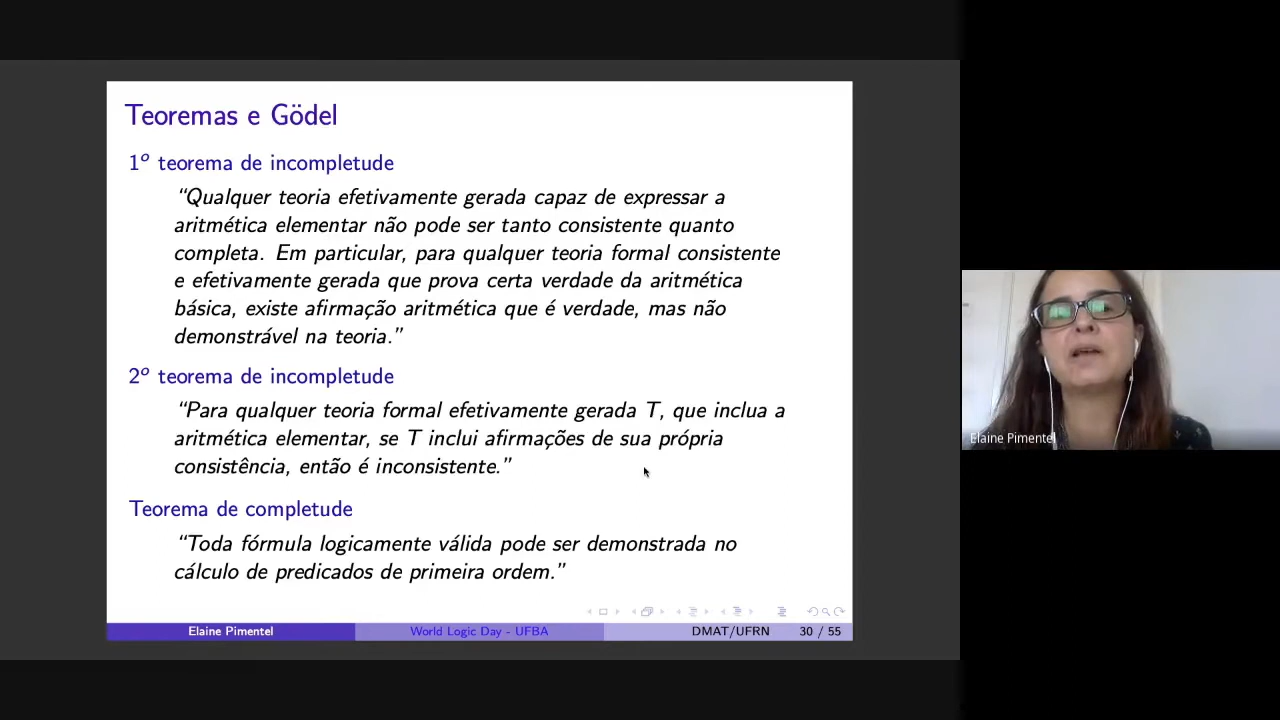 Teoremas e Gödel
1º teorema de incompletude
“Qualquer teoria efetivamente gerada capaz de expressar a
aritmética elementar não pode ser tanto consistente quanto
completa. Em particular, para qualquer teoria formal consistente
e efetivamente gerada que prova certa verdade da aritmética
básica, existe afirmação aritmética que é verdade, mas não
demonstrável na teoria.”
2º teorema de incompletude
“Para qualquer teoria formal efetivamente gerada T, que inclua a
aritmética elementar, se T inclui afirmações de sua própria
consistência, então é inconsistente.”
Teorema de completude
“Toda fórmula logicamente válida pode ser demonstrada no
cálculo de predicados de primeira ordem.”
Elaine Pimentel World Logic Day - UFBA DMAT/UFRN 30 / 55
Elaine Pimentel